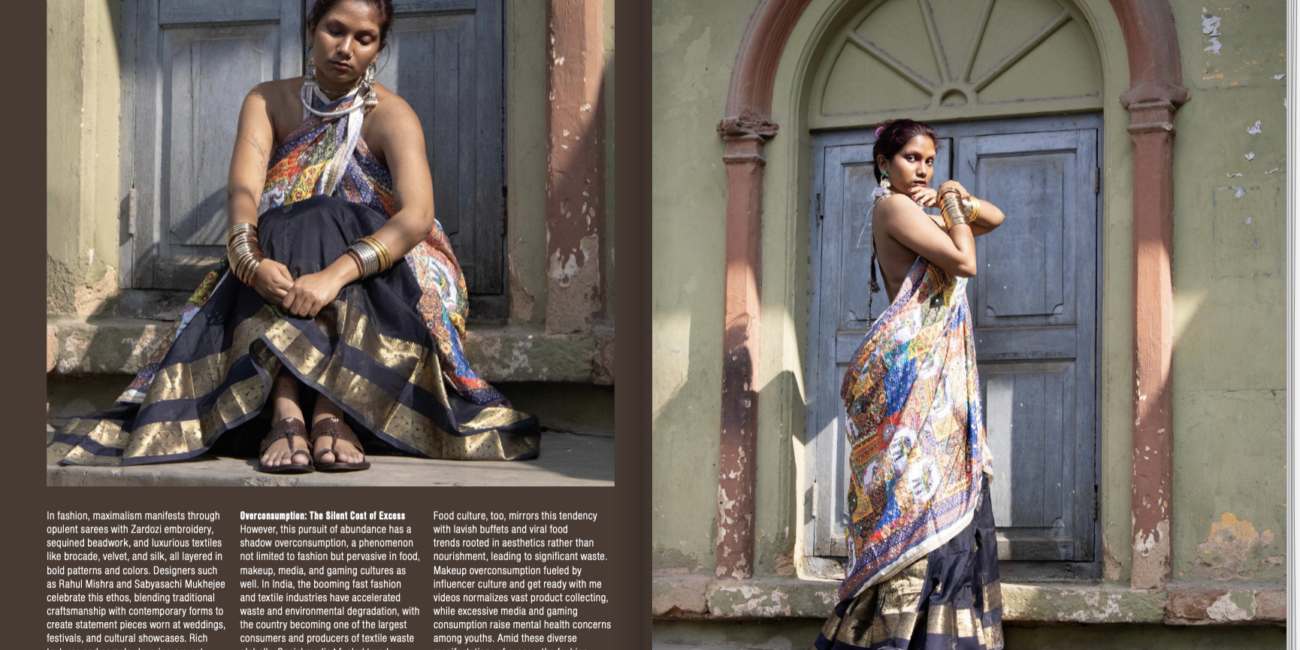 In fashion, maximalism manifests through
opulent sarees with Zardozi embroidery,
sequined beadwork, and luxurious textiles
like brocade, velvet, and silk, all layered in
bold patterns and colors. Designers such
as Rahul Mishra and Sabyasachi Mukhejee
celebrate this ethos, blending traditional
craftsmanship with contemporary forms to
create statement pieces worn at weddings,
festivals, and cultural showcases. Rich
Overconsumption: The Silent Cost of Excess
However, this pursuit of abundance has a
shadow overconsumption, a phenomenon
not limited to fashion but pervasive in food,
makeup, media, and gaming cultures as
well. In India, the booming fast fashion
and textile industries have accelerated
waste and environmental degradation, with
the country becoming one of the largest
consumers and producers of textile waste
Food culture, too, mirrors this tendency
with lavish buffets and viral food
trends rooted in aesthetics rather than
nourishment, leading to significant waste.
Makeup overconsumption fueled by
influencer culture and get ready with me
videos normalizes vast product collecting,
while excessive media and gaming
consumption raise mental health concerns
among youths. Amid these diverse